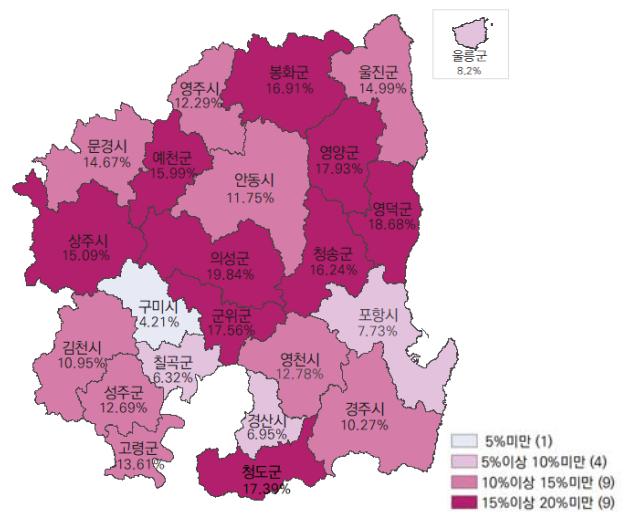 울릉군
8.2%
봉화군
16.91%
울진군
14.99%
영주시
12.29%
문경시
14.67%
예천군
15.99%
영양군
17.93%
안동시
11.75%
영덕군
18.68%
상주시
15.09%
의성군
19.84%
청송군
16.24%
구미시
4.21%
군위군
17.56%
포항시
7.73%
김천시
10.95%
칠곡군
6.32%
영천시
12.78%
성주군
12.69%
경산시
6.95%
경주시
10.27%
고령군
13.61%
청도군
17.39%
5%미만 (1)
5%이상 10%미만 (4)
10%이상 15%미만 (9)
15%이상 20%미만 (9)